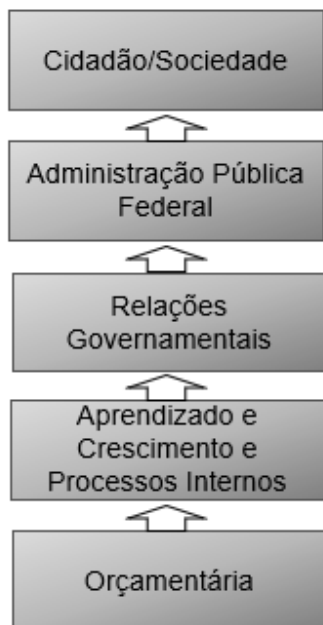 Cidadão/Sociedade
Administração Pública
Federal
Relações
Governamentais
Aprendizado e
Crescimento e
Processos Internos
Orçamentária